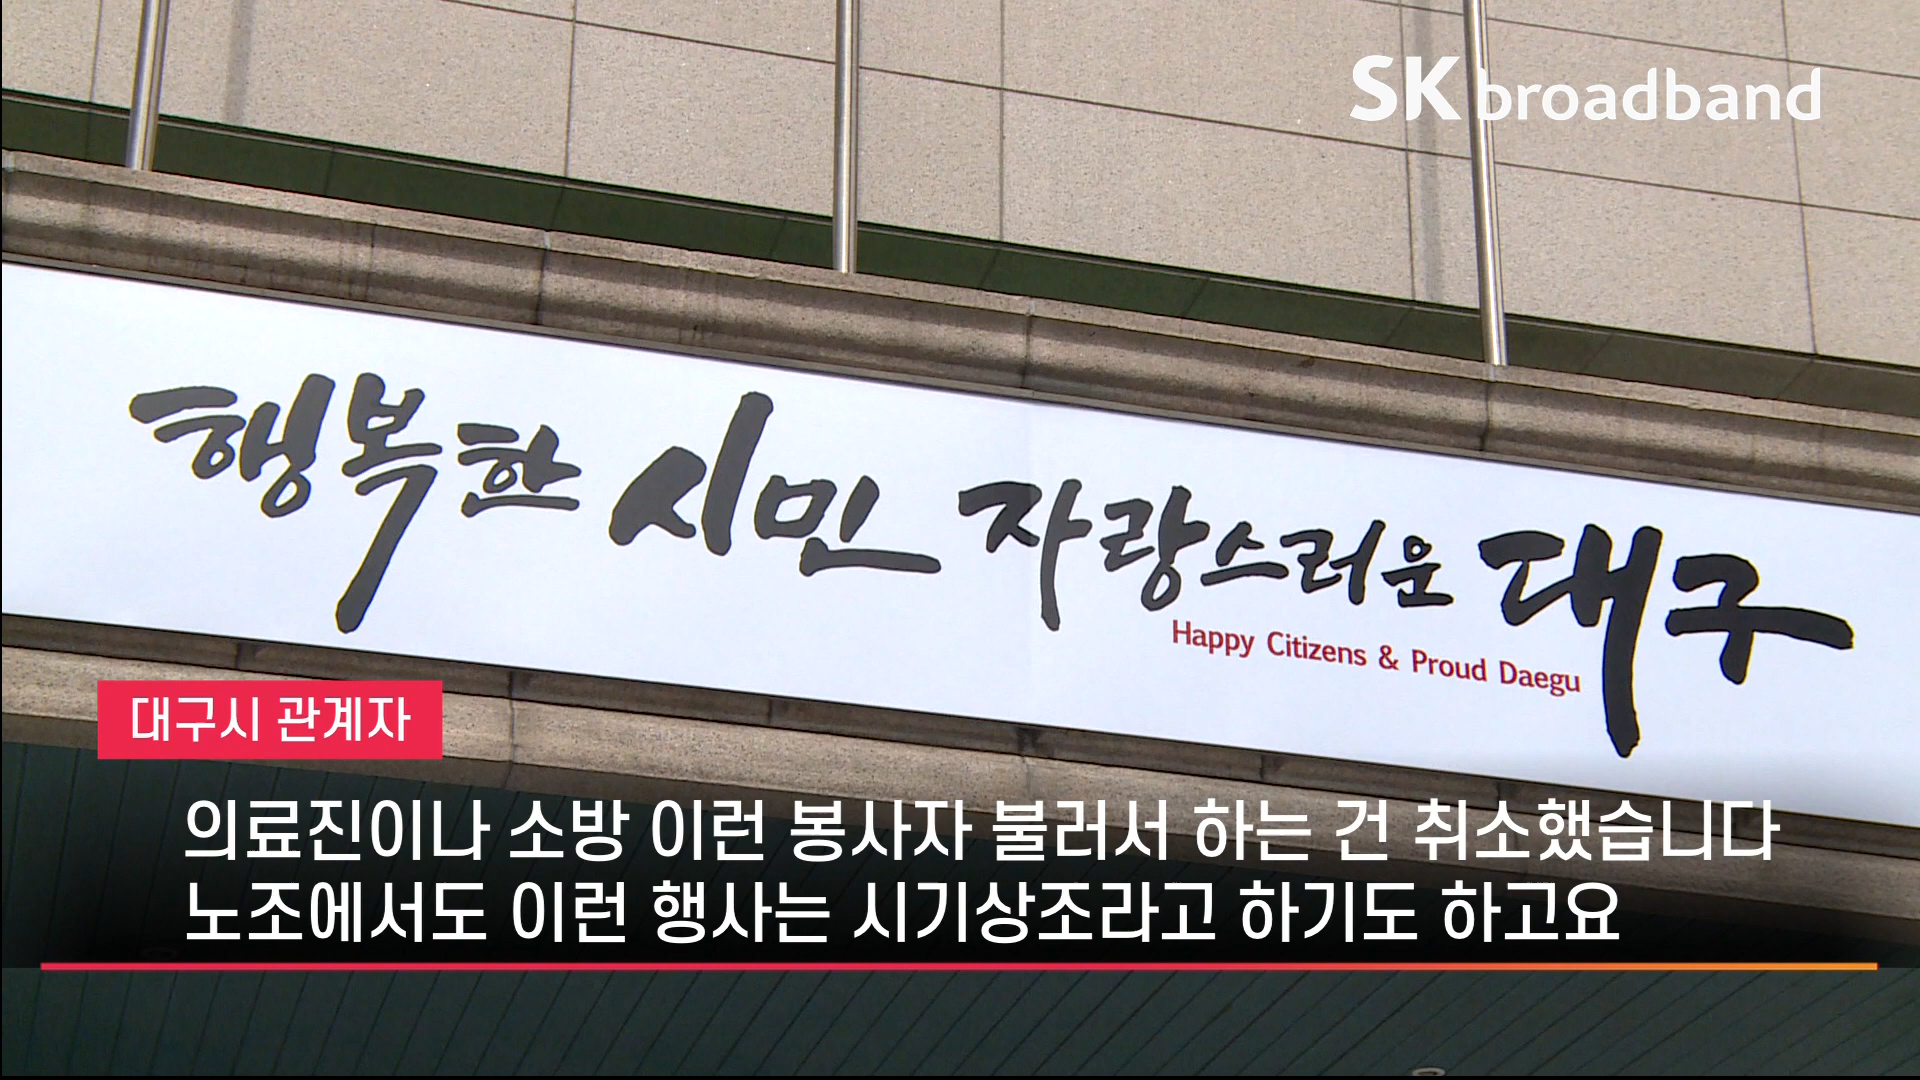 SK broadband
행복한 시민 자랑스러운 대구
Happy Citizens & Proud Daegu
대구시 관계자
의료진이나 소방 이런 봉사자 불러서 하는 건 취소했습니다
노조에서도 이런 행사는 시기상조라고 하기도 하고요